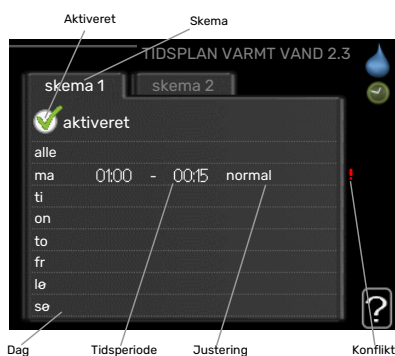 Aktiveret Skema
TIDSPLAN VARMT VAND 2.3
skema 1 skema 2
aktiveret
alle
ma 01:00 - 00:15 normal !
ti
on
to
fr
lø
sø
?
Dag Tidsperiode Justering Konflikt